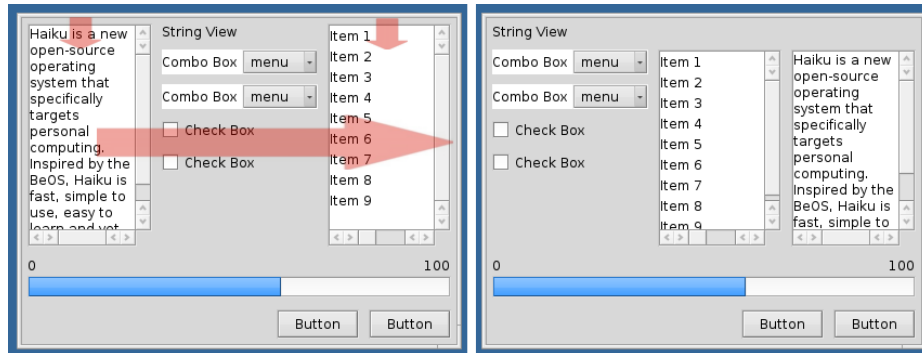 Haiku is a new
open-source
operating
system that
specifically
targets
personal
computing.
Inspired by the
BeOS, Haiku is
fast, simple to
use, easy to
learn and yet
String View
Combo Box menu
Combo Box menu
Check Box
Check Box
Item 1
Item 2
Item 3
Item 4
Item 5
Item 6
Item 7
Item 8
Item 9
0 100
Button Button
String View
Combo Box menu
Combo Box menu
Check Box
Check Box
Item 1
Item 2
Item 3
Item 4
Item 5
Item 6
Item 7
Item 8
Item 9
Haiku is a new
open-source
operating
system that
specifically
targets
personal
computing.
Inspired by the
BeOS, Haiku is
fast, simple to
0 100
Button Button